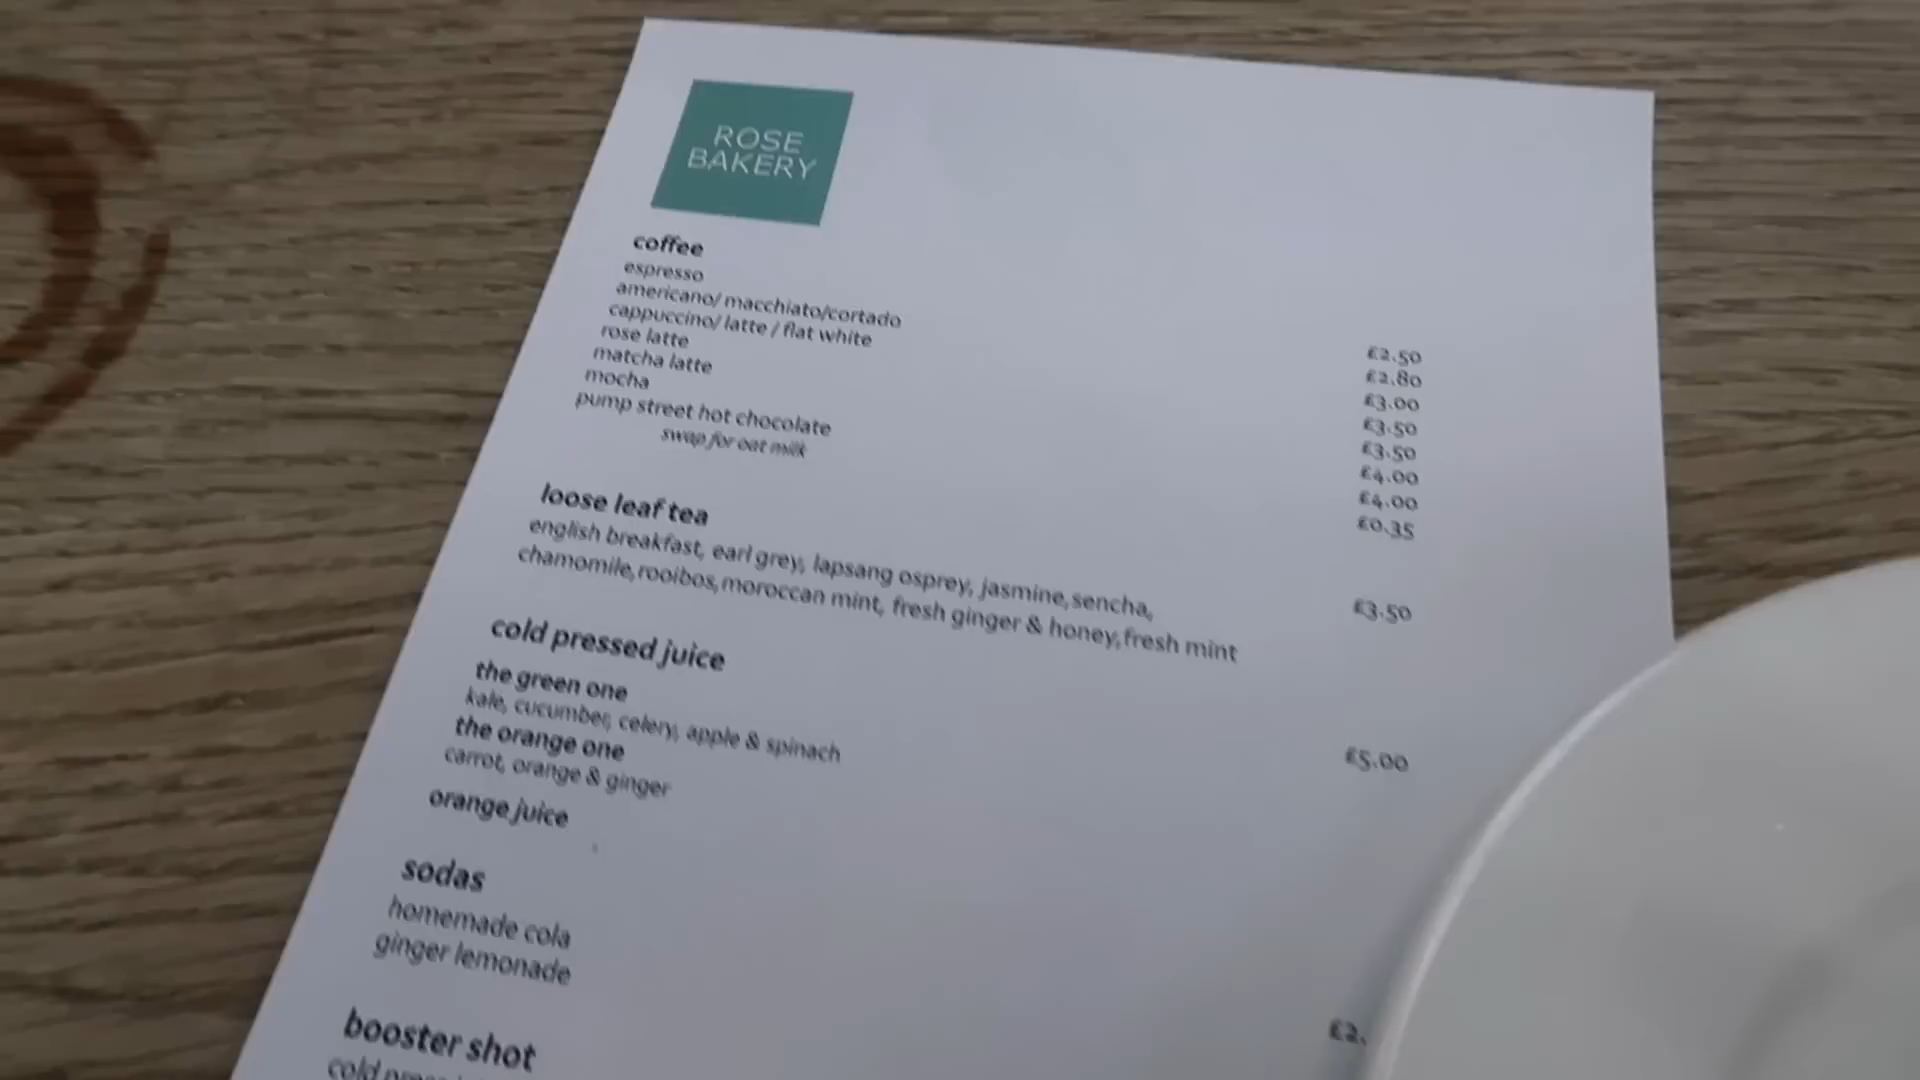 ROSE
BAKERY
coffee
espresso £2.50
americano/ macchiato/cortado £2.80
cappuccino/ latte / flat white £3.00
rose latte £3.50
matcha latte £3.50
mocha £4.00
pump street hot chocolate £4.00
swap for oat milk £0.35
loose leaf tea
english breakfast, earl grey, lapsang osprey, jasmine,sencha, £3.50
chamomile,rooibos,moroccan mint, fresh ginger & honey,fresh mint
cold pressed juice
the green one £5.00
kale, cucumber, celery, apple & spinach
the orange one
carrot, orange & ginger
orange juice
sodas
homemade cola £2.
ginger lemonade
booster shot
cold